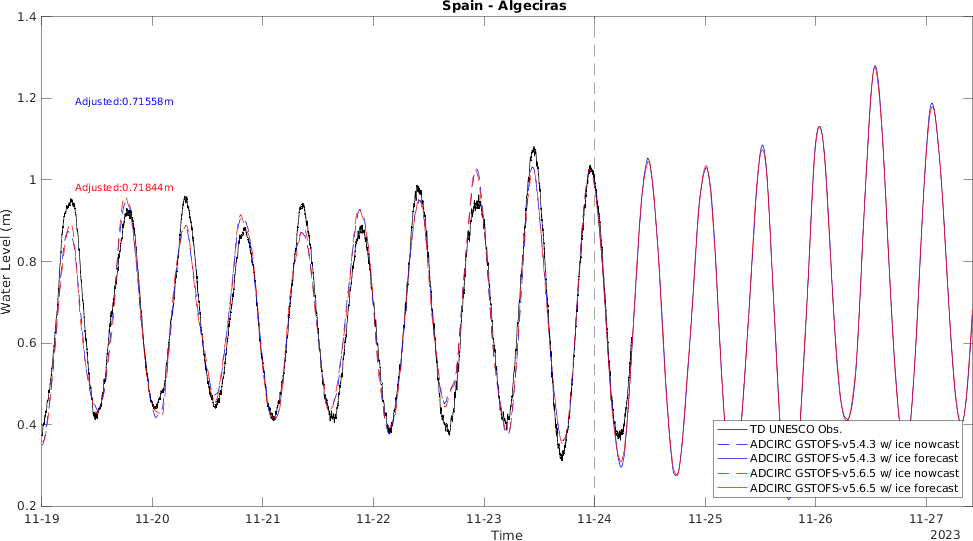 Spain - Algeciras
1.4
1.2
1
0.8
0.6
0.4
0.2
Water Level (m)
Adjusted:0.71558m
Adjusted:0.71844m
TD UNESCO Obs.
ADCIRC GSTOFS-v5.4.3 w/ ice nowcast
ADCIRC GSTOFS-v5.4.3 w/ ice forecast
ADCIRC GSTOFS-v5.6.5 w/ ice nowcast
ADCIRC GSTOFS-v5.6.5 w/ ice forecast
11-19 11-20 11-21 11-22 11-23 11-24 11-25 11-26 11-27
Time
2023